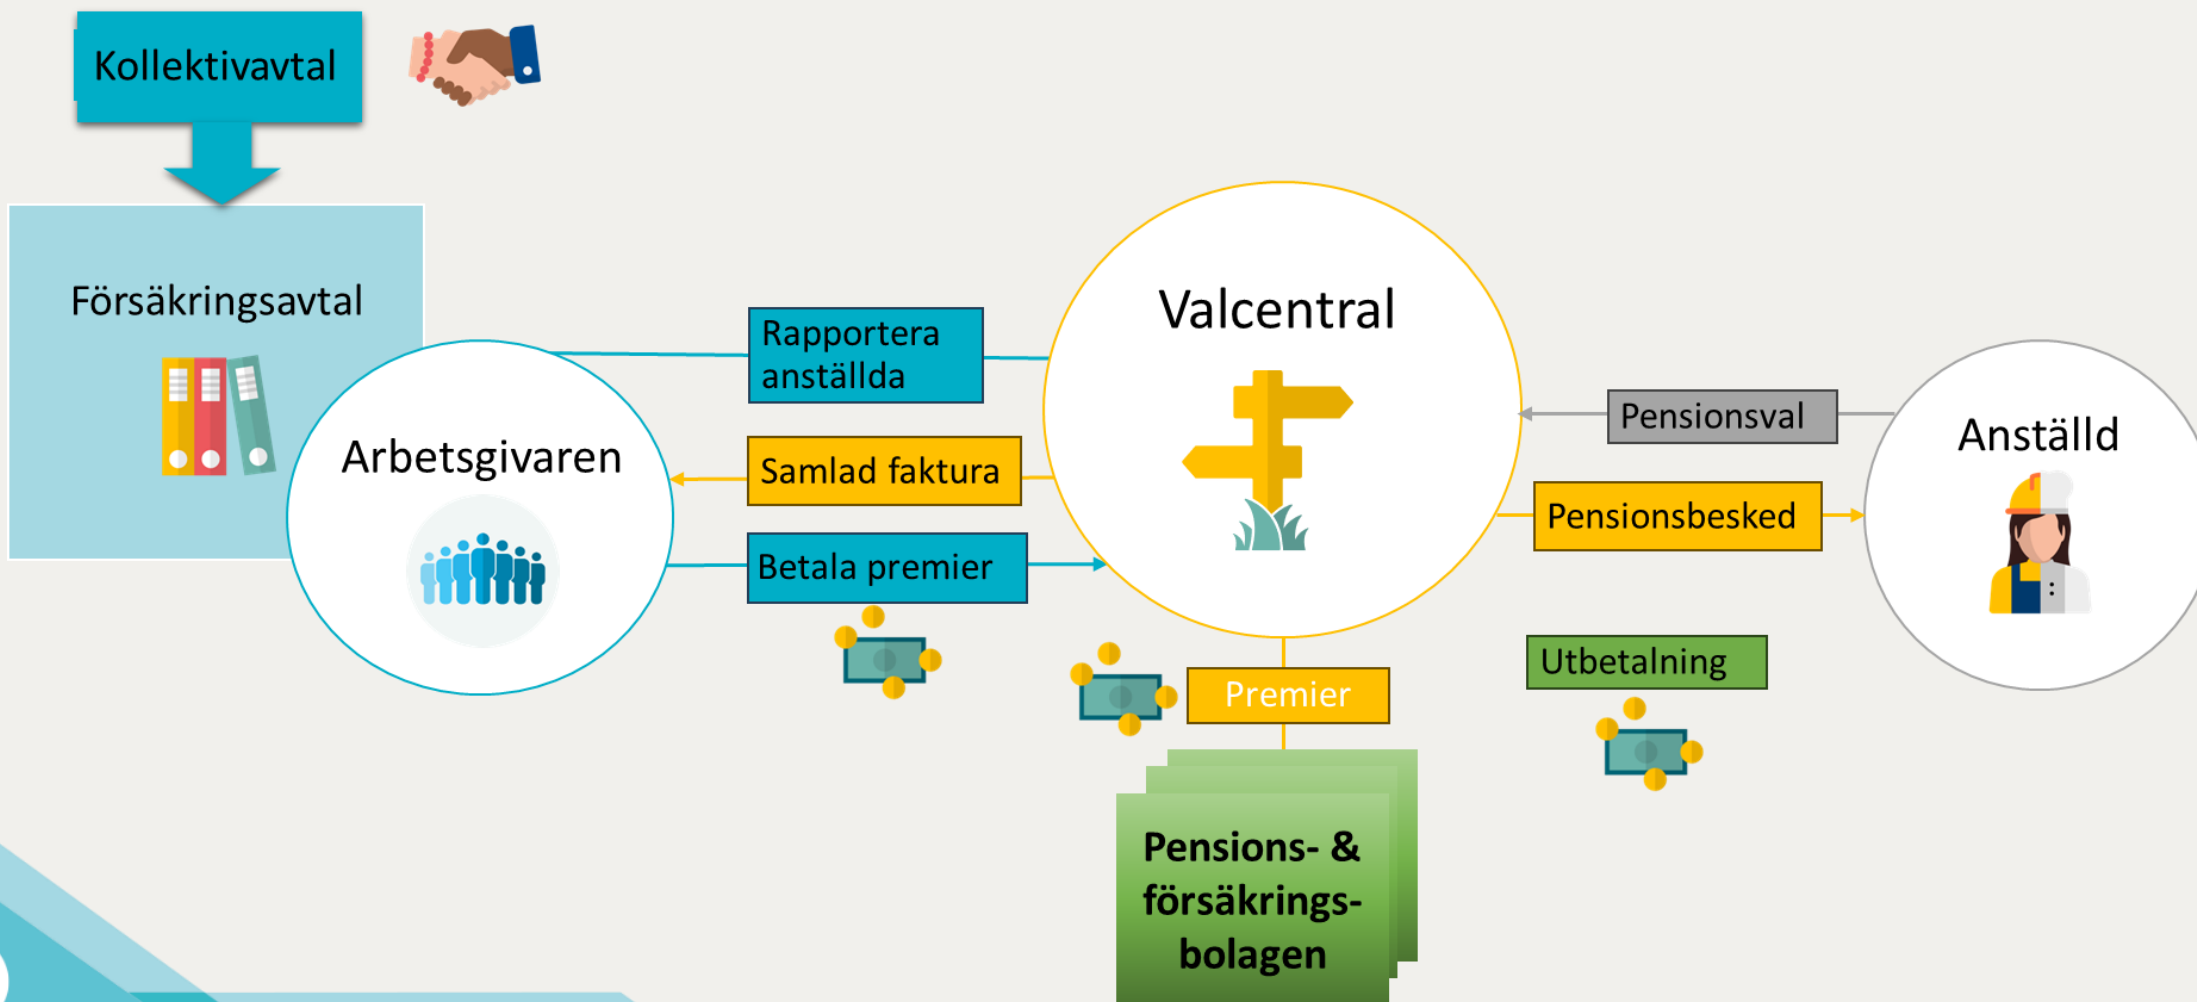 Kollektivavtal
Försäkringsavtal
Arbetsgivaren
Rapportera
anställda
Samlad faktura
Betala premier
Valcentral
Premier
Pensions- &
försäkrings-
bolagen
Pensionsval
Pensionsbesked
Utbetalning
Anställd